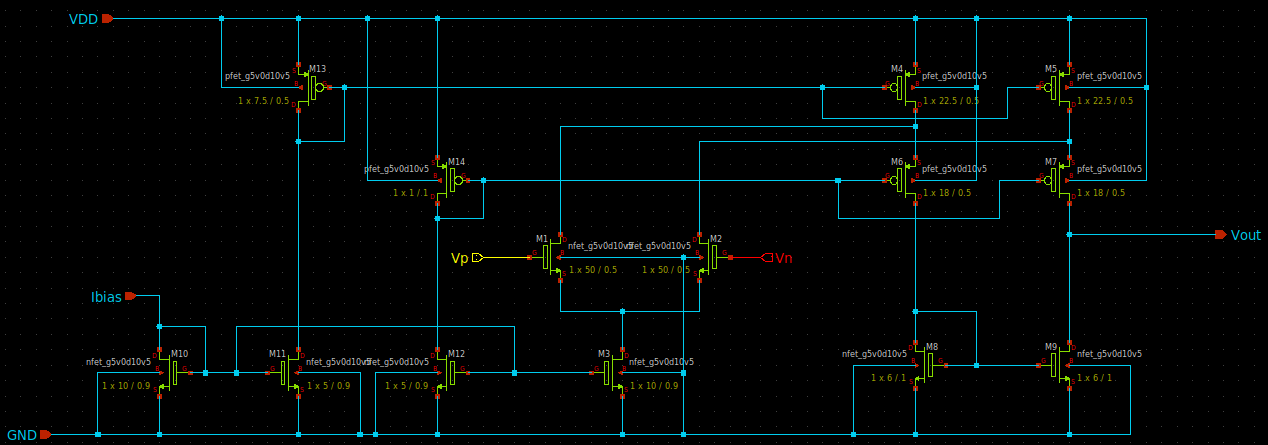 VDD
M13
pfet_g5v0d10v5
1 x 7.5 / 0.5
M4
pfet_g5v0d10v5
1 x 22.5 / 0.5
M5
pfet_g5v0d10v5
1 x 22.5 / 0.5
M14
pfet_g5v0d10v5
1 x 1 / 1
M6
pfet_g5v0d10v5
1 x 18 / 0.5
M7
pfet_g5v0d10v5
1 x 18 / 0.5
Vp
M1
nfet_g5v0d10v5
1 x 50 / 0.5
M2
nfet_g5v0d10v5
1 x 50 / 0.5
Vn
Vout
Ibias
M10
nfet_g5v0d10v5
1 x 10 / 0.9
M11
nfet_g5v0d10v5
1 x 5 / 0.9
M12
nfet_g5v0d10v5
1 x 5 / 0.9
M3
nfet_g5v0d10v5
1 x 10 / 0.9
M8
nfet_g5v0d10v5
1 x 6 / 1
M9
nfet_g5v0d10v5
1 x 6 / 1
GND